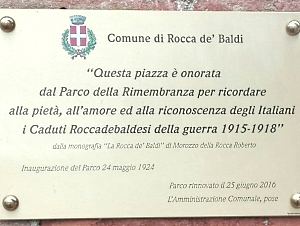 Comune di Rocca de' Baldi
“Questa piazza è onorata
dal Parco della Rimembranza per ricordare
alla pietà, all'amore ed alla riconoscenza degli Italiani
i Caduti Roccadebaldesi della guerra 1915-1918”
dalla monografia “La Rocca de' Baldi” di Morozzo della Rocca Roberto
Inaugurazione del Parco 24 maggio 1924
Parco rinnovato il 25 giugno 2016
L'Amministrazione Comunale, pose